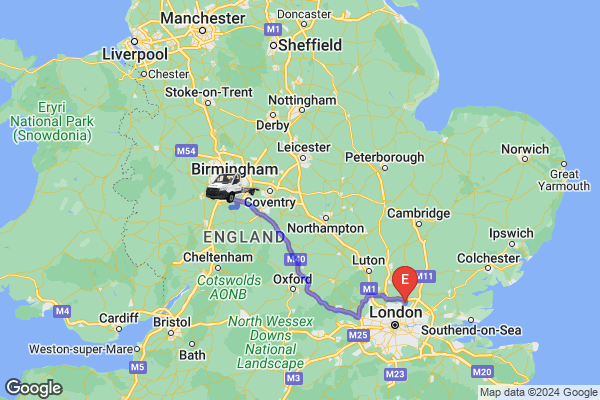 Doncaster
Manchester
M1
Liverpool
Sheffield
Chester
Eryri
National Park
(Snowdonia)
Stoke-on-Trent
Nottingham
Derby
Norwich
M54
Leicester
Peterborough
Birmingham
Great
Yarmouth
Coventry
Cambridge
Northampton
ENGLAND
Ipswich
M40
Luton
M11
Colchester
Cheltenham
Cotswolds
AONB
Oxford
M1
E
M4
Cardiff
Bristol
London
M25
Southend-on-Sea
North Wessex
Downs
National
Landscape
Weston-super-Mare
Bath
M5
M3
M23
M20
Google
Google
Map data ©2024 Google